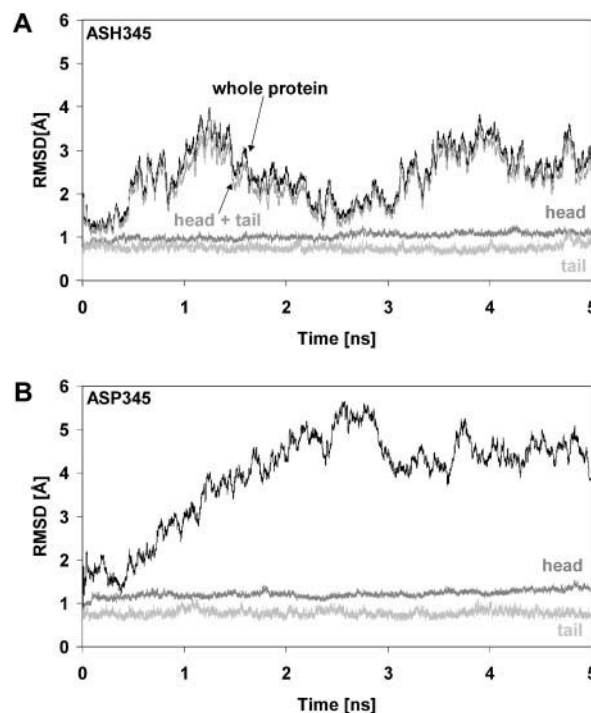 A
ASH345
6
5
4
3
2
1
0
RMSD[Å]
whole protein
head + tail
head
tail
0 1 2 3 4 5
Time [ns]
B
ASP345
6
5
4
3
2
1
0
RMSD [Å]
head
tail
0 1 2 3 4 5
Time [ns]